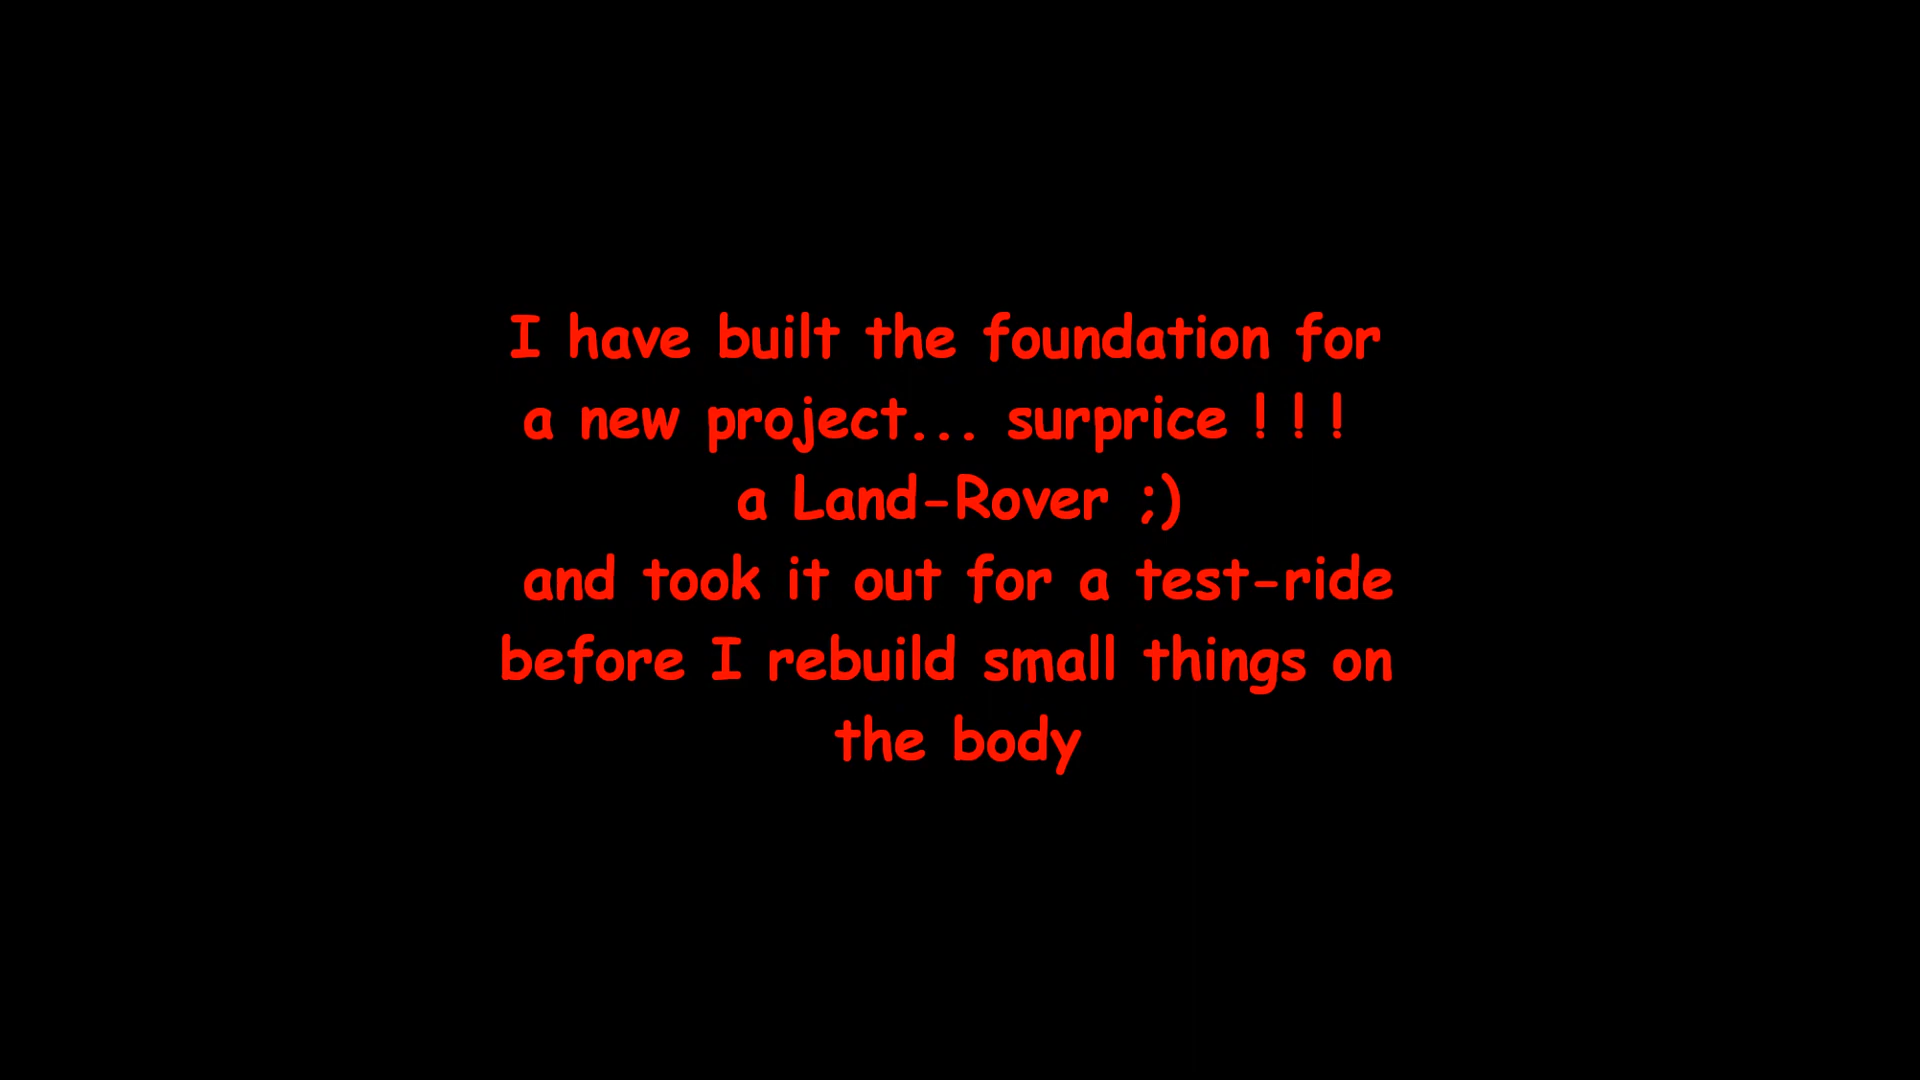 I have built the foundation for
a new project... surprice ! ! !
a Land-Rover ;)
and took it out for a test-ride
before I rebuild small things on
the body